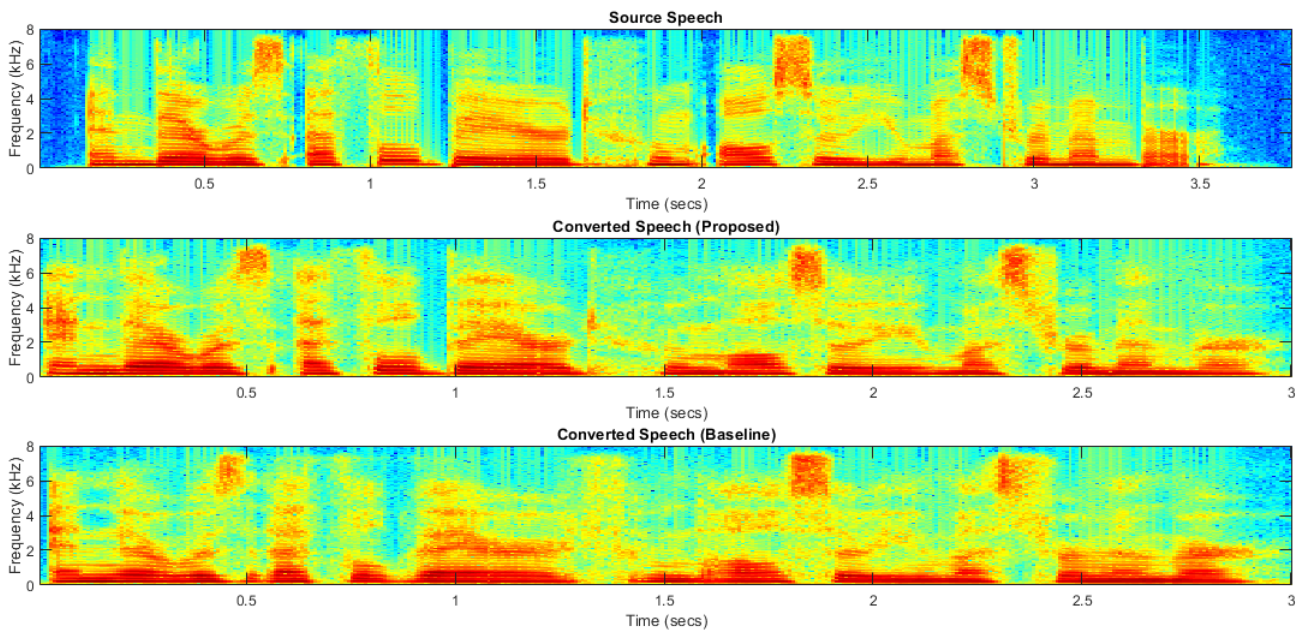 Source Speech
8
6
4
2
0
Frequency (kHz)
0.5 1 1.5 2 2.5 3 3.5
Time (secs)
Converted Speech (Proposed)
8
6
4
2
0
Frequency (kHz)
0.5 1 1.5 2 2.5 3
Time (secs)
Converted Speech (Baseline)
8
6
4
2
0
Frequency (kHz)
0.5 1 1.5 2 2.5 3
Time (secs)